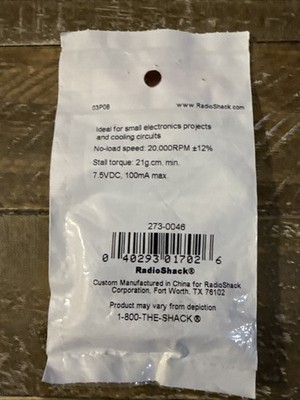 03P08 www.RadioShack.com
Ideal for small electronics projects
and cooling circuits
No-load speed: 20,000RPM ±12%
Stall torque: 21g cm. min.
7.5VDC, 100mA max
273-0046
0 40293 01702 6
RadioShack®
Custom Manufactured in China for RadioShack
Corporation, Fort Worth, TX 76102
Product may vary from depiction
1-800-THE-SHACK®